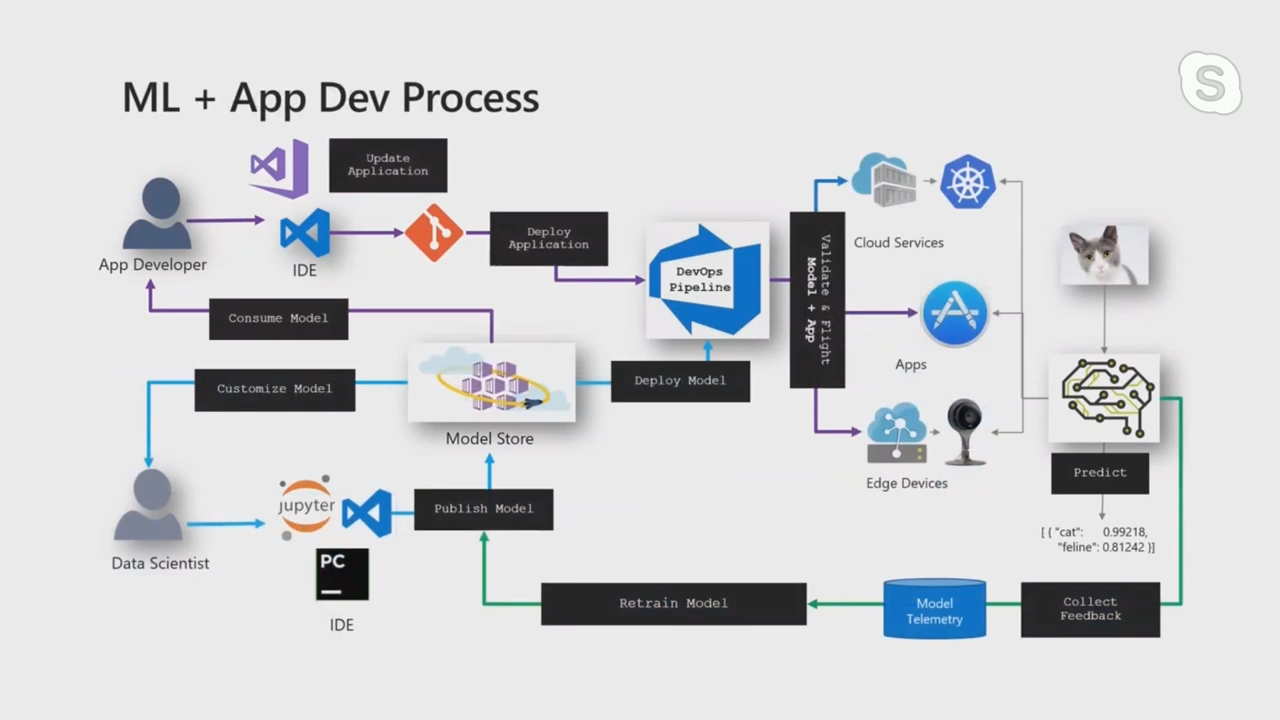 ML + App Dev Process
S
Update
Application
App Developer
IDE
Deploy
Application
DevOps
Pipeline
Validate & Flight
Model + App
Cloud Services
Apps
Edge Devices
Consume Model
Customize Model
Model Store
Deploy Model
Data Scientist
jupyter
PC
IDE
Publish Model
Predict
[ { "cat": 0.99218,
"feline": 0.81242 }]
Retrain Model
Model
Telemetry
Collect
Feedback